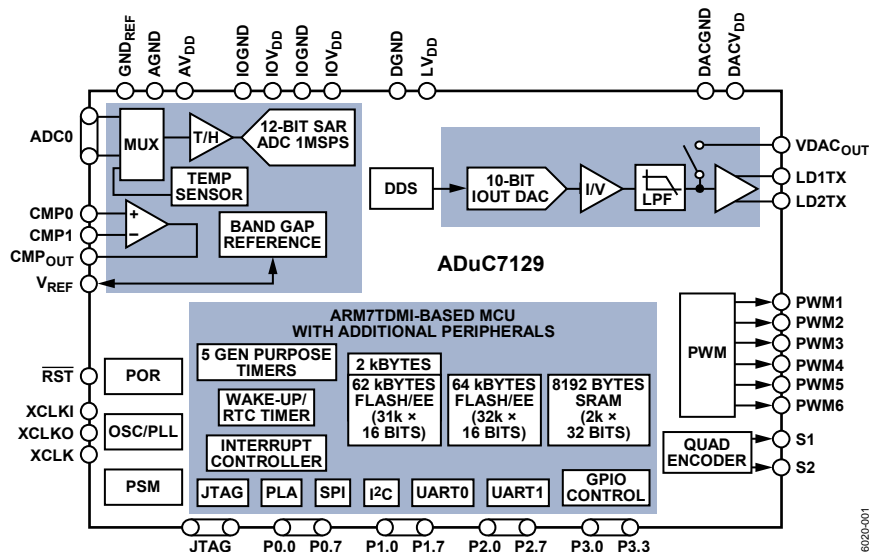 GNDREF
AGND
AVDD
IOGND
IOVDD
IOGND
IOVDD
DGND
LVDD
DACGND
DACVDD
ADC0
MUX
T/H
12-BIT SAR
ADC 1MSPS
TEMP
SENSOR
CMP0
CMP1
CMPOUT
VREF
+
−
BAND GAP
REFERENCE
DDS
10-BIT
IOUT DAC
I/V
LPF
VDACOUT
LD1TX
LD2TX
ADuC7129
ARM7TDMI-BASED MCU
WITH ADDITIONAL PERIPHERALS
5 GEN PURPOSE
TIMERS
WAKE-UP/
RTC TIMER
INTERRUPT
CONTROLLER
2 kBYTES
62 kBYTES
FLASH/EE
(31k ×
16 BITS)
64 kBYTES
FLASH/EE
(32k ×
16 BITS)
8192 BYTES
SRAM
(2k ×
32 BITS)
JTAG
PLA
SPI
I²C
UART0
UART1
GPIO
CONTROL
RST
XCLKI
XCLKO
XCLK
POR
OSC/PLL
PSM
PWM
PWM1
PWM2
PWM3
PWM4
PWM5
PWM6
QUAD
ENCODER
S1
S2
JTAG
P0.0
P0.7
P1.0
P1.7
P2.0
P2.7
P3.0
P3.3
6020-001